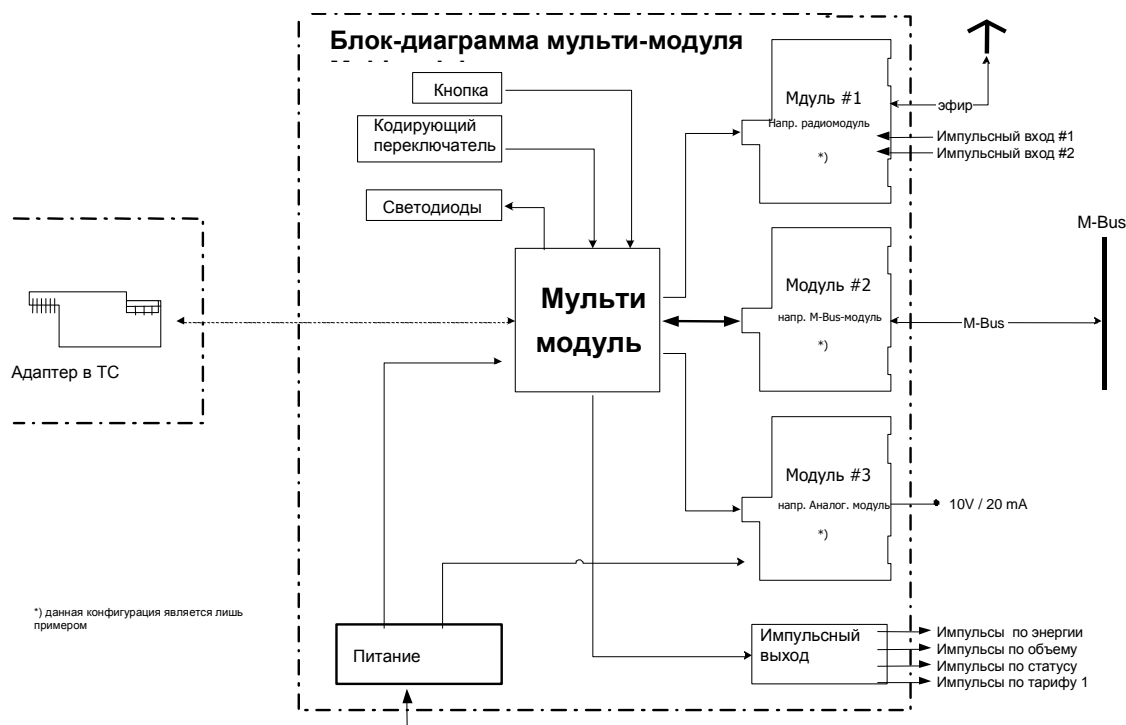 Блок-диаграмма мульти-модуля
Кнопка
Кодирующий
переключатель
Светодиоды
Мульти
модуль
Адаптер в ТС
Мдуль #1
Напр. радиомодуль
*)
эфир
Импульсный вход #1
Импульсный вход #2
M-Bus
Модуль #2
напр. M-Bus-модуль
*)
M-Bus
Модуль #3
напр. Аналог. модуль
*)
10V / 20 mA
*) данная конфигурация является лишь
примером
Питание
Импульсный
выход
Импульсы по энергии
Импульсы по объему
Импульсы по статусу
Импульсы по тарифу 1